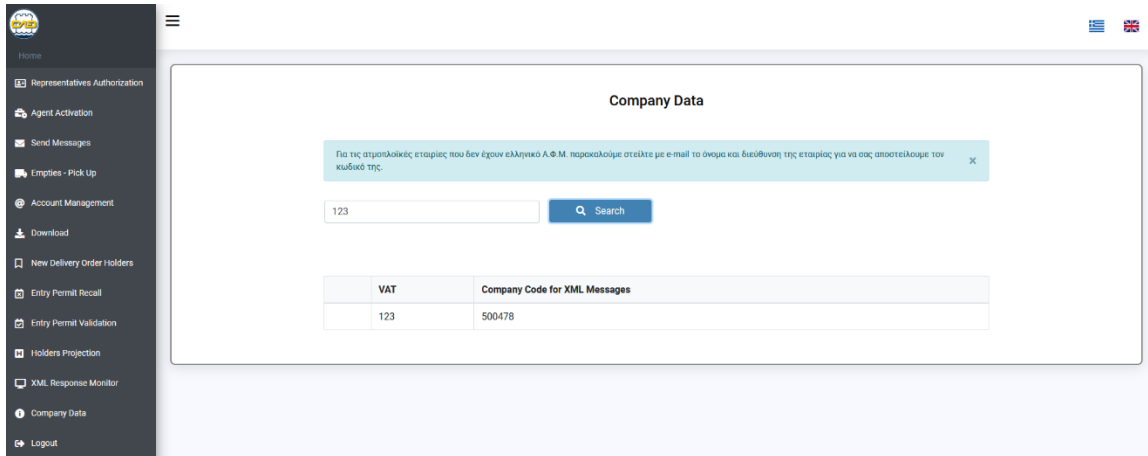 Home
Representatives Authorization
Agent Activation
Send Messages
Empties - Pick Up
Account Management
Download
New Delivery Order Holders
Entry Permit Recall
Entry Permit Validation
Holders Projection
XML Response Monitor
Company Data
Logout
Company Data
Για τις ατμοπλοϊκές εταιρίες που δεν έχουν ελληνικό Α.Φ.Μ. παρακαλούμε στείλτε με e-mail το όνομα και διεύθυνση της εταιρίας για να σας αποστείλουμε τον
κωδικό της.
×
123
Search
VAT Company Code for XML Messages
123 500478